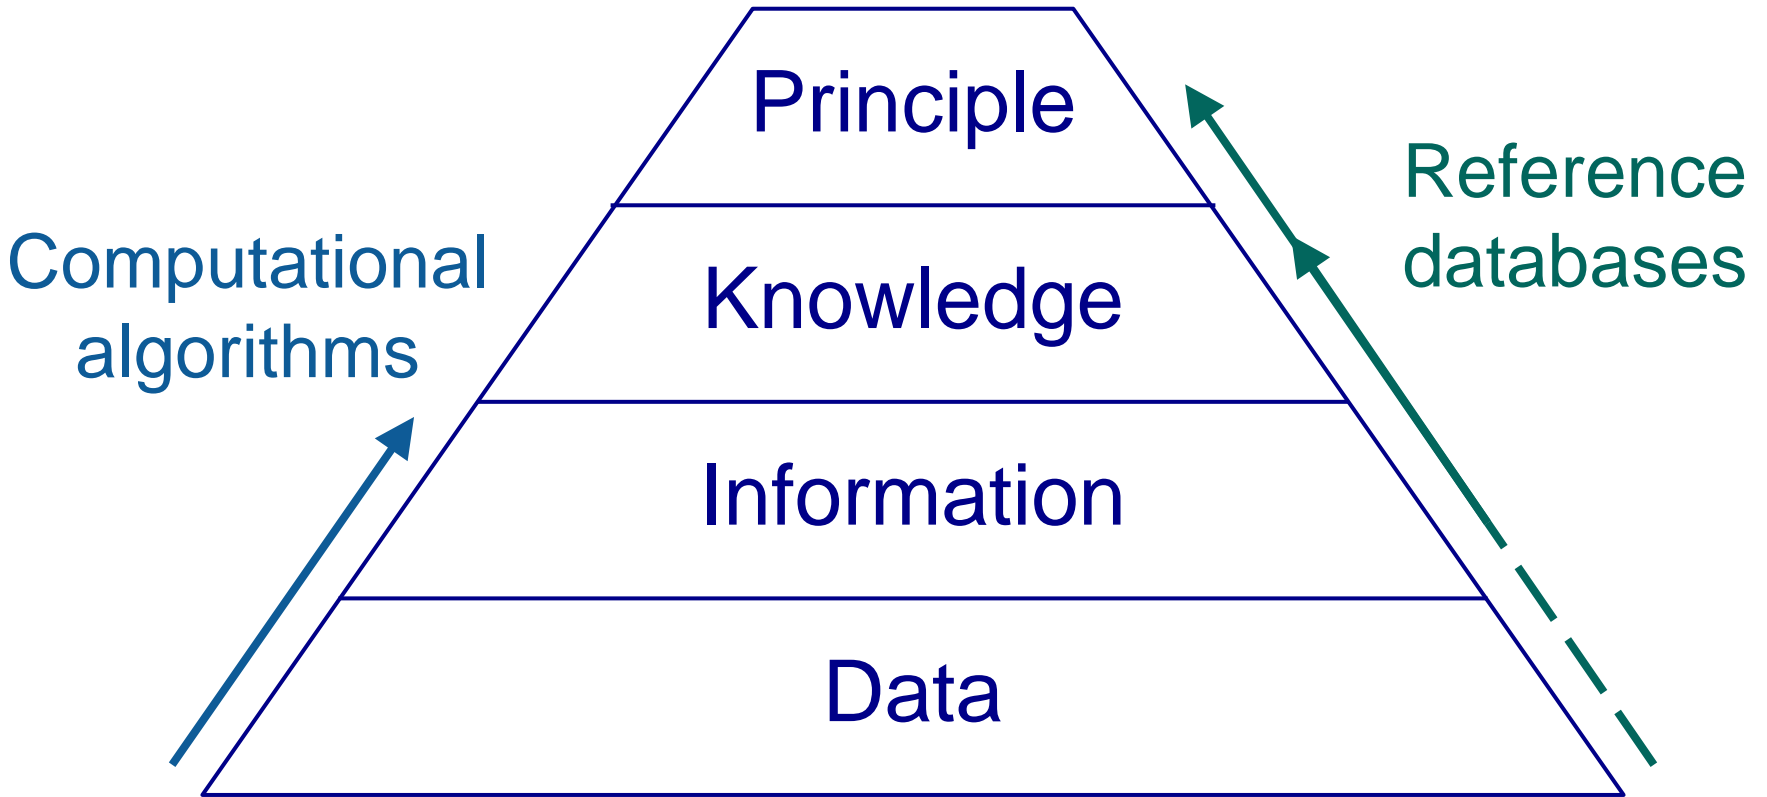 Principle
Reference
databases
Computational
algorithms
Knowledge
Information
Data